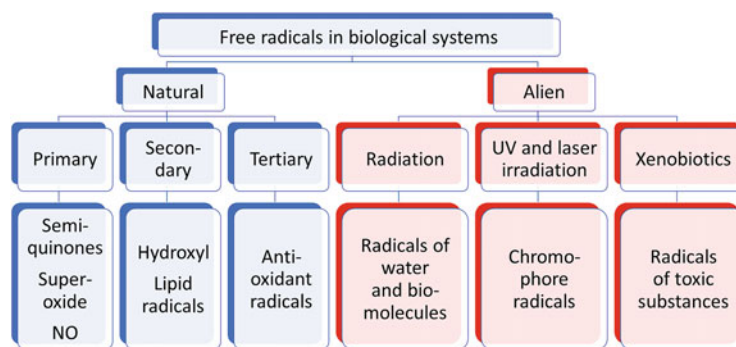 Free radicals in biological systems
Natural
Alien
Primary
Secon-
dary
Tertiary
Radiation
UV and laser
irradiation
Xenobiotics
Semi-
quinones
Super-
oxide
NO
Hydroxyl
Lipid
radicals
Anti-
oxidant
radicals
Radicals of
water
and bio-
molecules
Chromo-
phore
radicals
Radicals
of toxic
substances